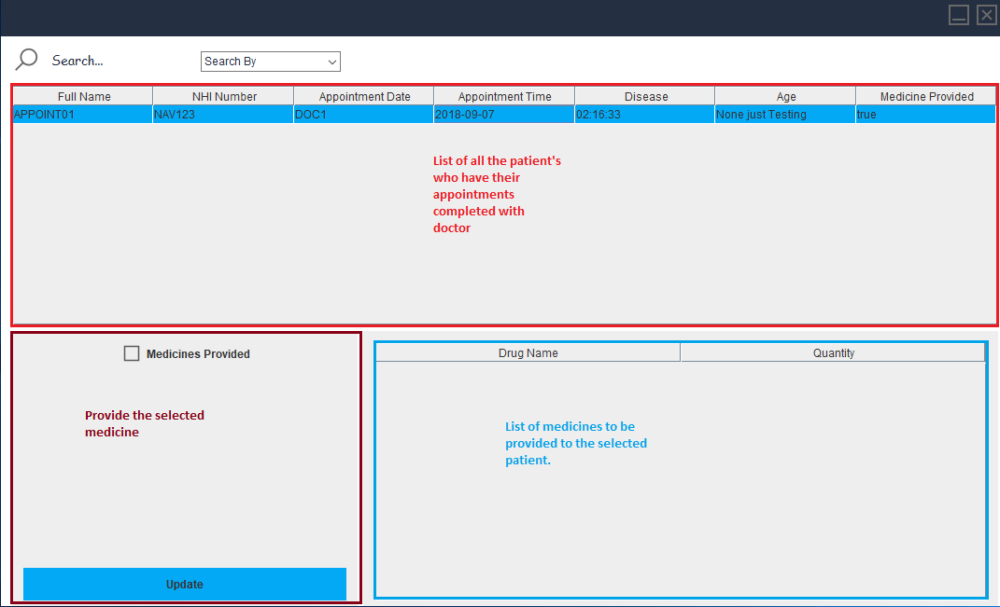 Search...
Search By
Full Name NHI Number Appointment Date Appointment Time Disease Age Medicine Provided
APPOINT01 NAV123 DOC1 2018-09-07 02:16:33 None just Testing true
List of all the patient's
who have their
appointments
completed with
doctor
Medicines Provided
Provide the selected
medicine
Update
Drug Name Quantity
List of medicines to be
provided to the selected
patient.